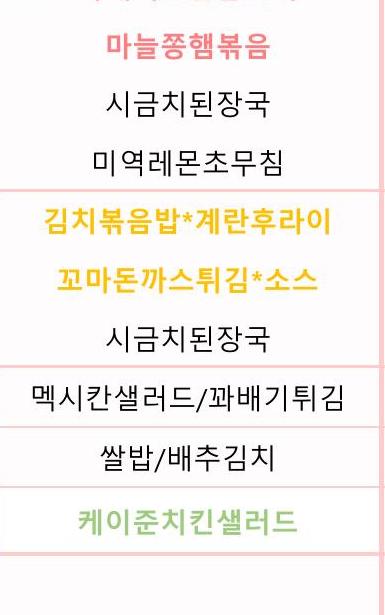 마늘쫑햄볶음
시금치된장국
미역레몬초무침
김치볶음밥*계란후라이
꼬마돈까스튀김*소스
시금치된장국
멕시칸샐러드/꽈배기튀김
쌀밥/배추김치
케이준치킨샐러드